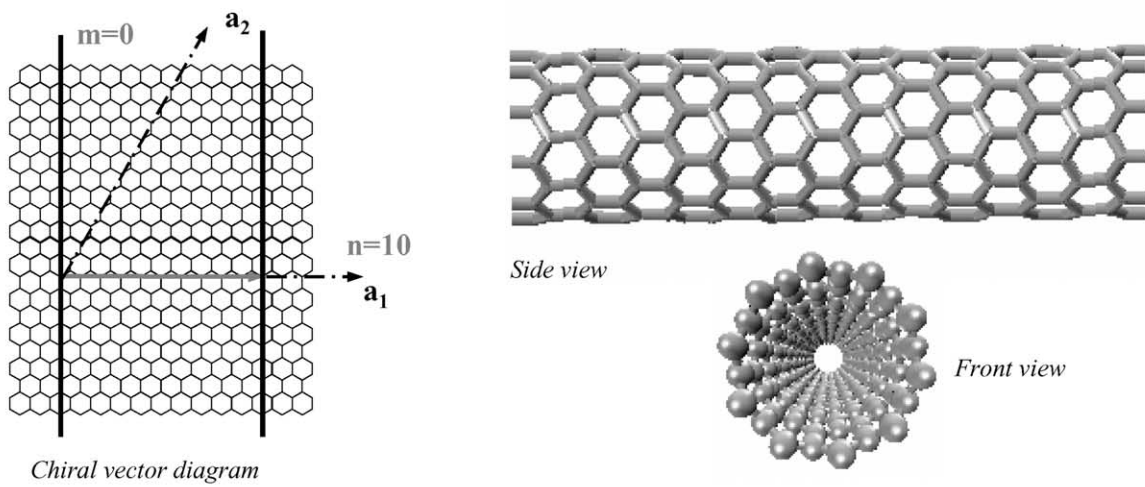 m=0
a2
n=10
a1
Chiral vector diagram
Side view
Front view